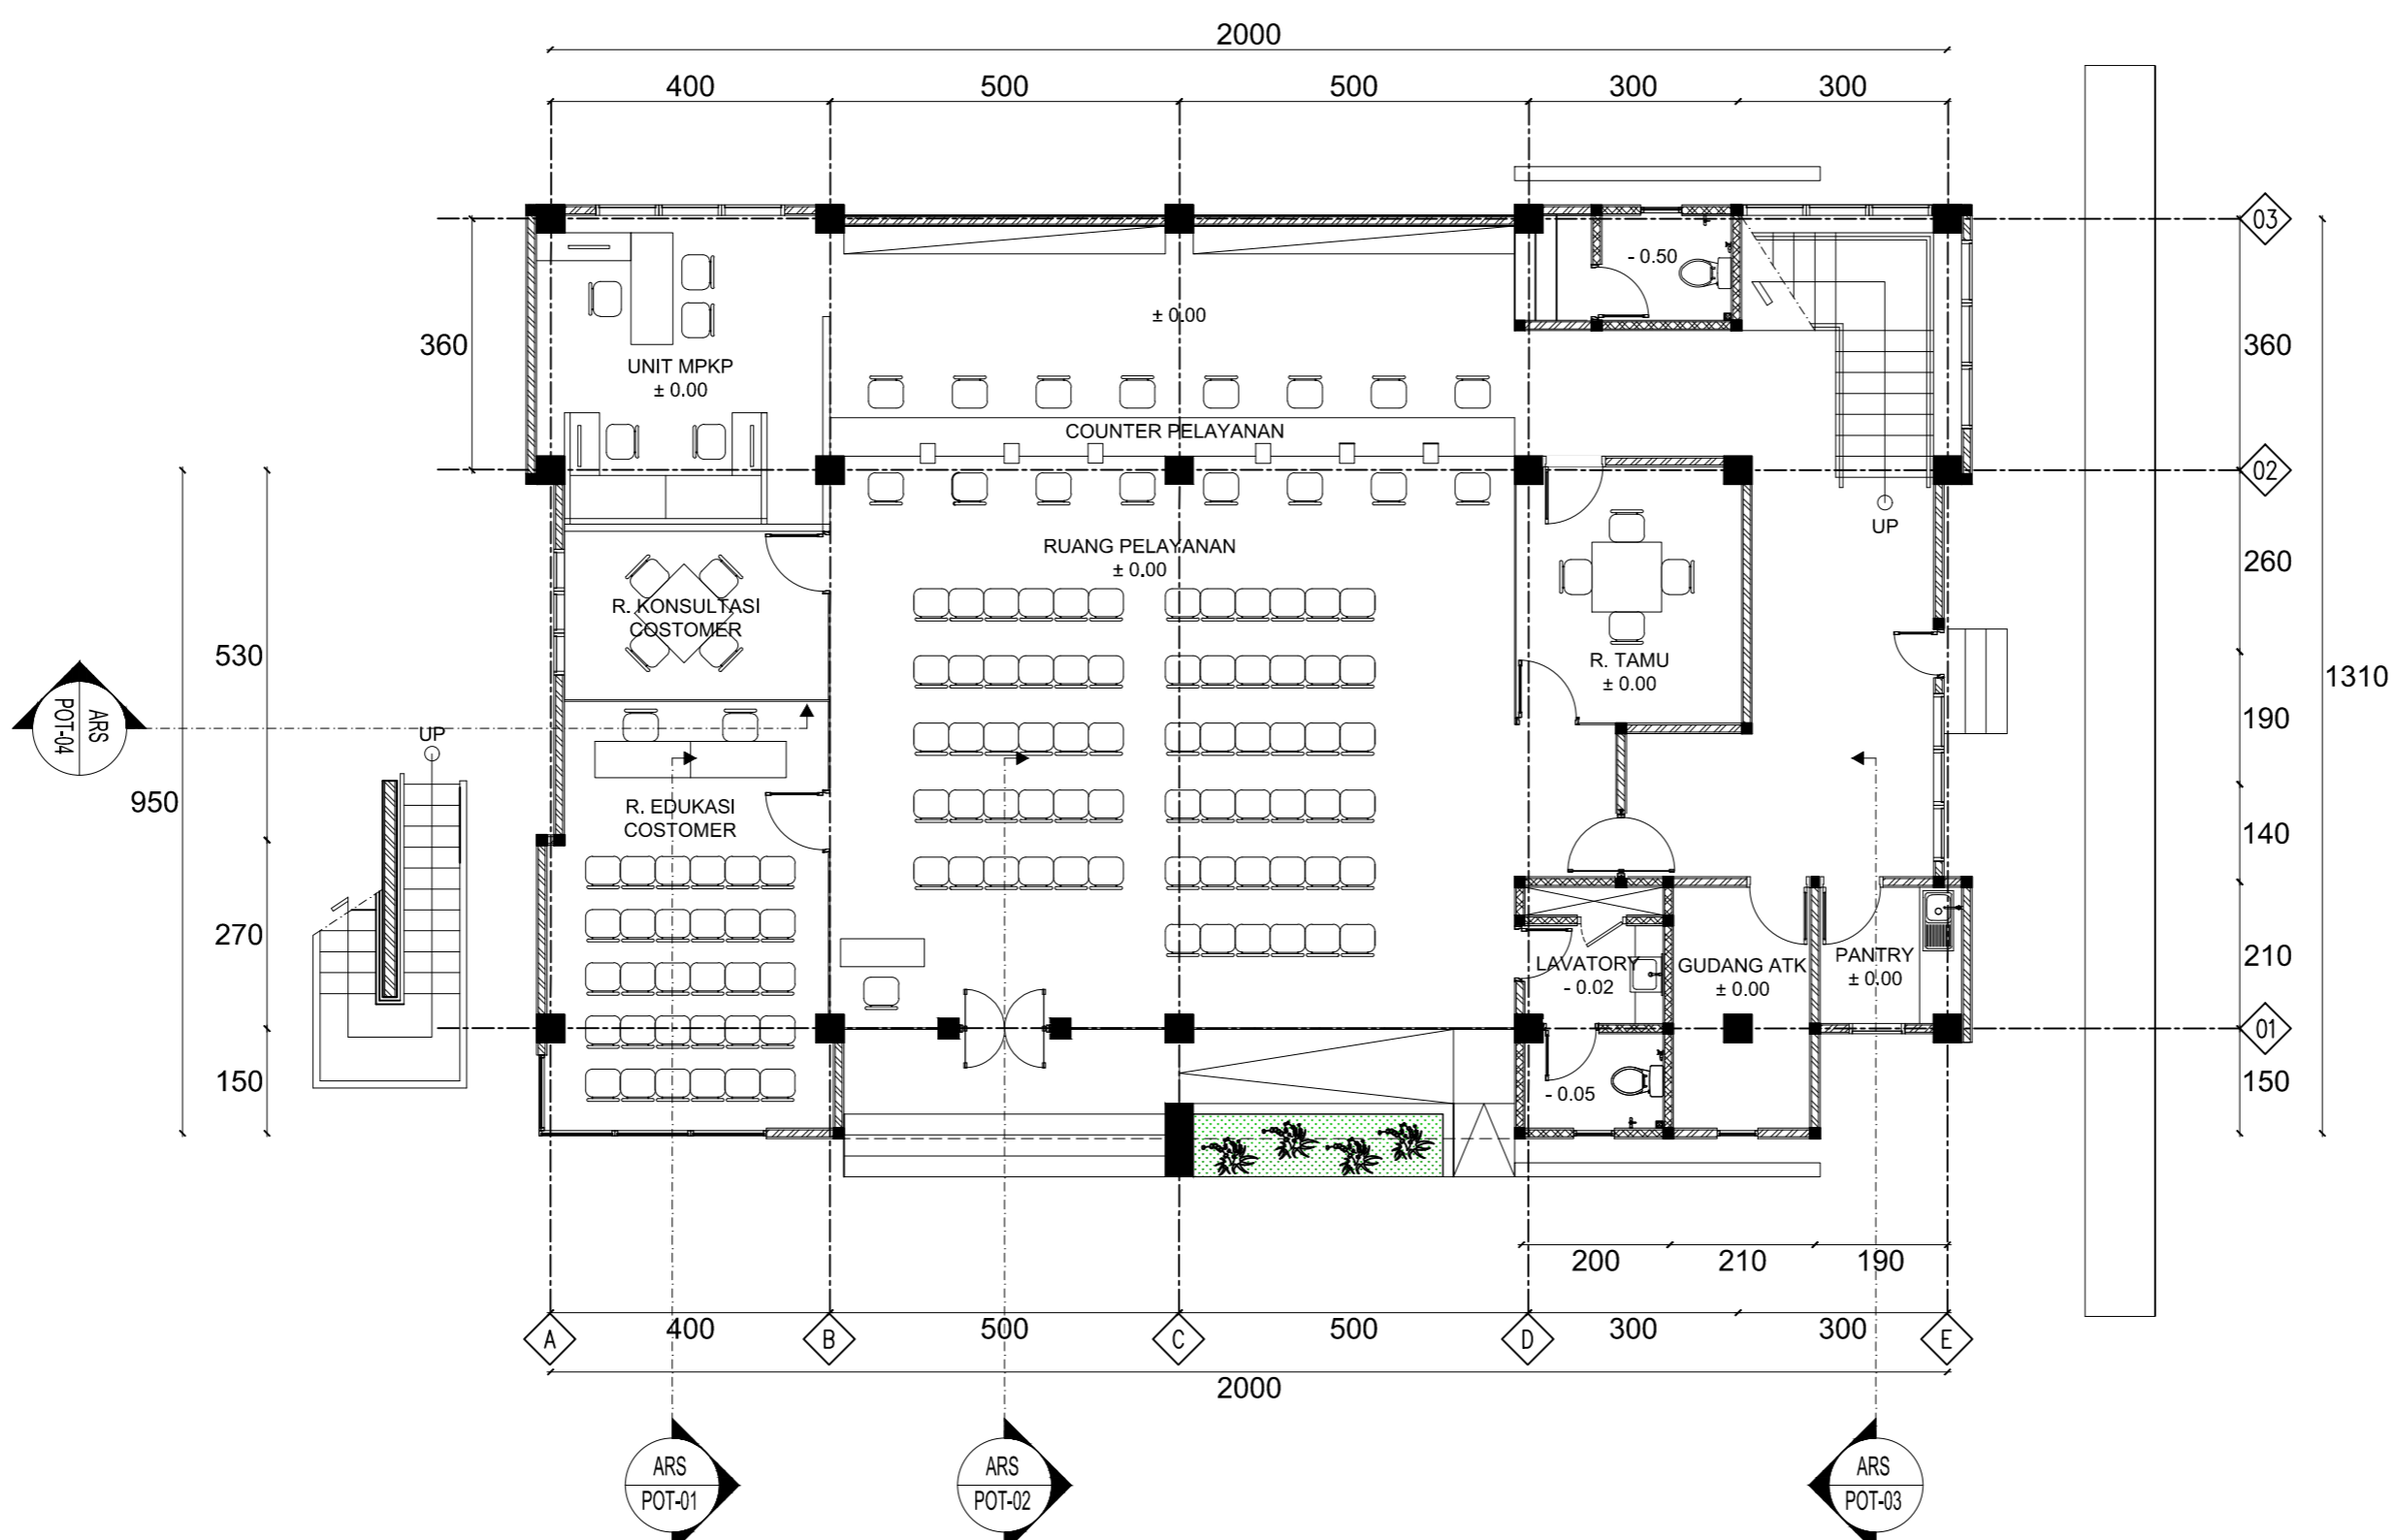 2000
400
500
500
300
300
03
- 0.50
± 0.00
360
360
UNIT MPKP
± 0.00
COUNTER PELAYANAN
02
UP
RUANG PELAYANAN
± 0.00
260
R. KONSULTASI
COSTOMER
530
R. TAMU
± 0.00
1310
ARS
POT-04
190
UP
950
R. EDUKASI
COSTOMER
140
270
LAVATORY
- 0.02
GUDANG ATK
± 0.00
PANTRY
± 0.00
210
01
150
- 0.05
150
200
210
190
A
400
B
500
C
500
D
300
300
E
2000
ARS
POT-01
ARS
POT-02
ARS
POT-03